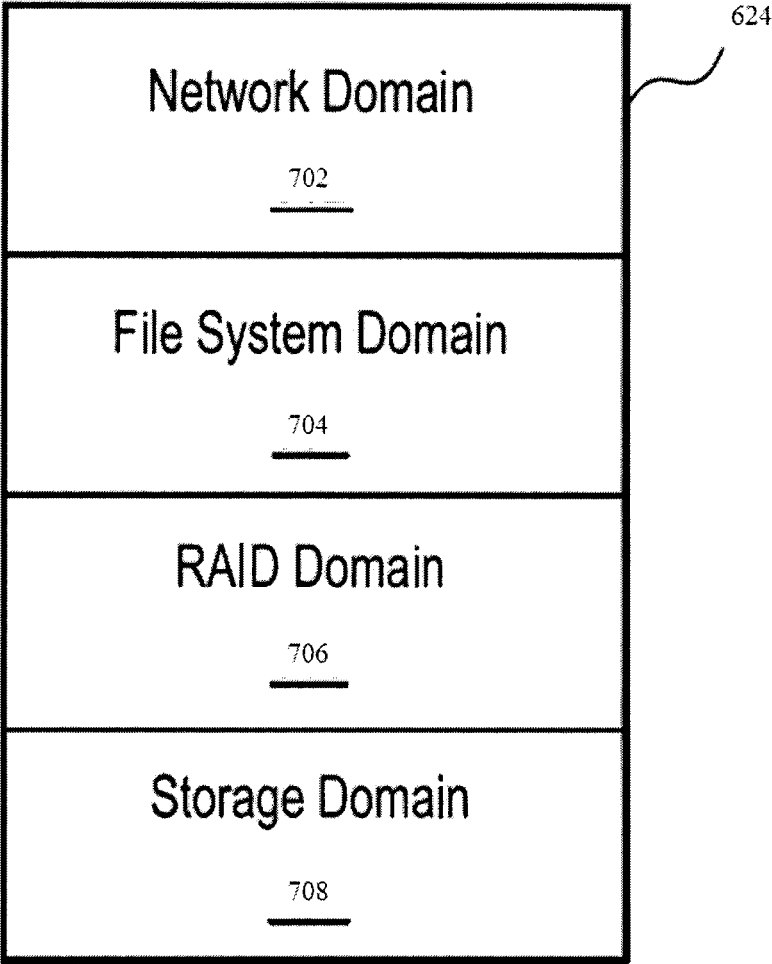 624
Network Domain
702
File System Domain
704
RAID Domain
706
Storage Domain
708